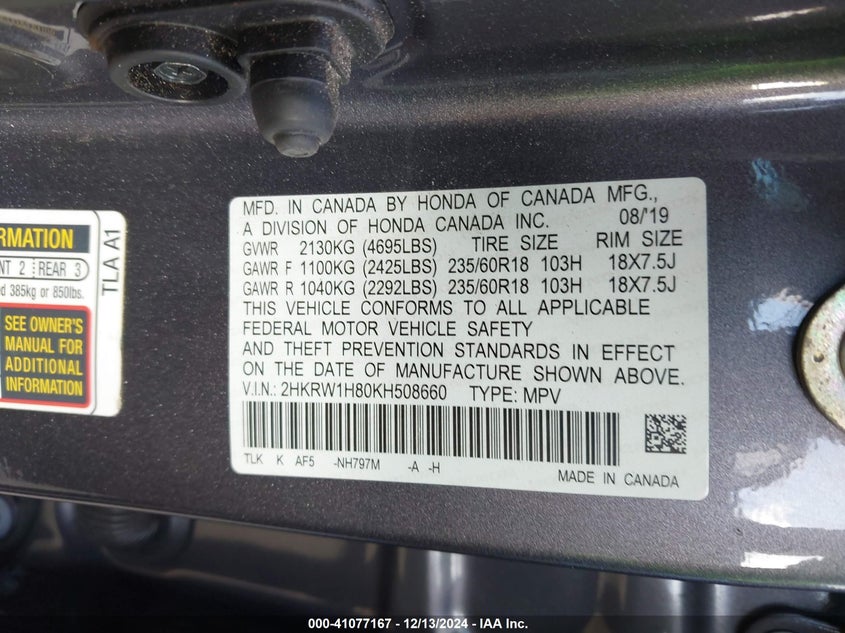 MFD. IN CANADA BY HONDA OF CANADA MFG.,
A DIVISION OF HONDA CANADA INC. 08/'19
GVWR 2130KG (4695LBS) TIRE SIZE RIM SIZE
GAWR F 1100KG (2425LBS) 235/60R18 103H 18X7.5J
GAWR R 1040KG (2292LBS) 235/60R18 103H 18X7.5J
THIS VEHICLE CONFORMS TO ALL APPLICABLE
FEDERAL MOTOR VEHICLE SAFETY
AND THEFT PREVENTION STANDARDS IN EFFECT
ON THE DATE OF MANUFACTURE SHOWN ABOVE.
V.I.N.: 2HKRW1H80KH508660 TYPE: MPV
TLK K AF5 -NH797M -A -H
MADE IN CANADA
RMATION
NT 2 REAR 3
d 385kg or 850lbs.
SEE OWNER'S
MANUAL FOR
ADDITIONAL
INFORMATION
TLA A1
000-41077167 - 12/13/2024 - IAA Inc.